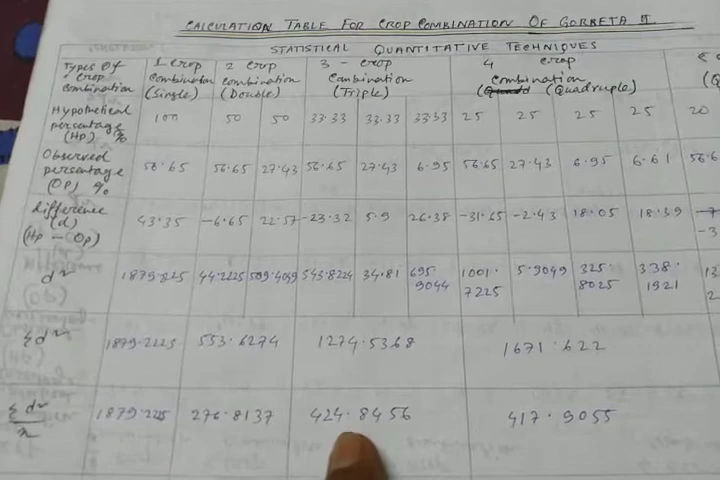 CALCULATION TABLE FOR CROP COMBINATION OF GORBETA II
STATISTICAL QUANTITATIVE TECHNIQUES
Types Of crop combination | 1 crop combination (Single) | 2 crop combination (Double) | 3 - crop Combination (Triple) | 4 crop combination (Quadruple)
Hypothetical percentage (Hp) % | 100 | 50 | 50 | 33.33 | 33.33 | 33.33 | 25 | 25 | 25 | 25 | 20
Observed percentage (Op) % | 56.65 | 56.65 | 27.43 | 56.65 | 27.43 | 6.95 | 56.65 | 27.43 | 6.95 | 6.61 | 56.6
difference (d) (Hp - Op) | 43.35 | -6.65 | 22.57 | -23.32 | 5.9 | 26.38 | -31.65 | -2.43 | 18.05 | 18.39
d² | 1879.225 | 44.2225 | 509.4049 | 543.8224 | 34.81 | 695.9044 | 1001.7225 | 5.9049 | 325.8025 | 338.1921
Σd² | 1879.2225 | 553.6274 | 1274.5368 | 1671.622
Σd²/n | 1879.225 | 276.8137 | 424.8456 | 417.9055